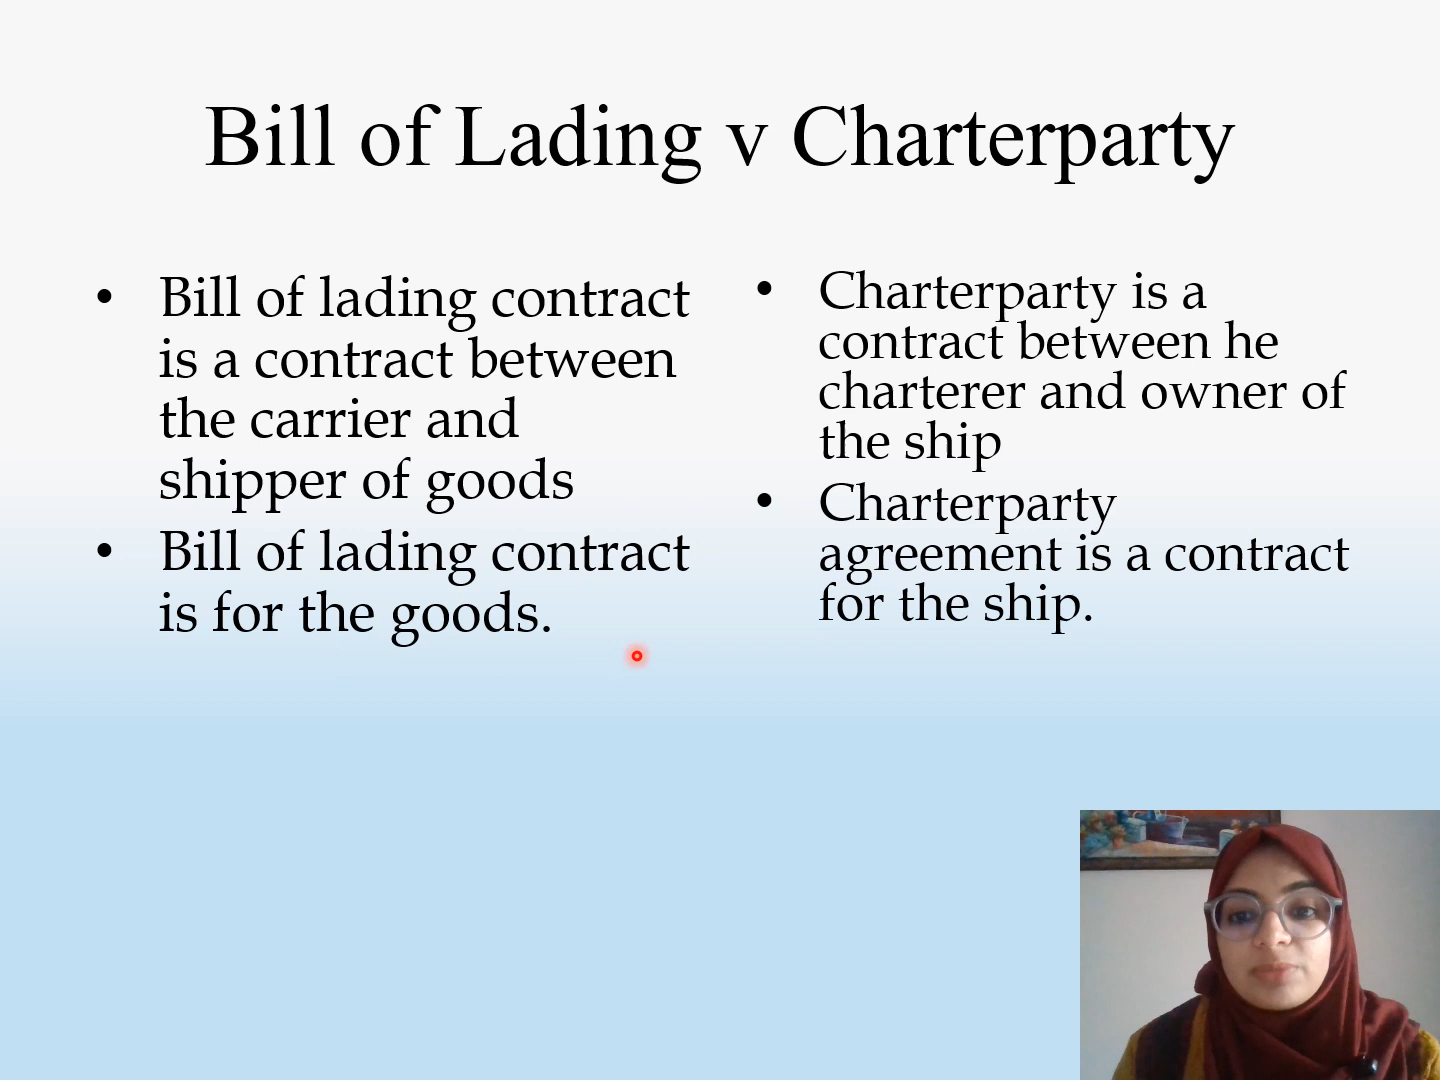 Bill of Lading v Charterparty
• Bill of lading contract
is a contract between
the carrier and
shipper of goods
• Bill of lading contract
is for the goods.
• Charterparty is a
contract between he
charterer and owner of
the ship
• Charterparty
agreement is a contract
for the ship.